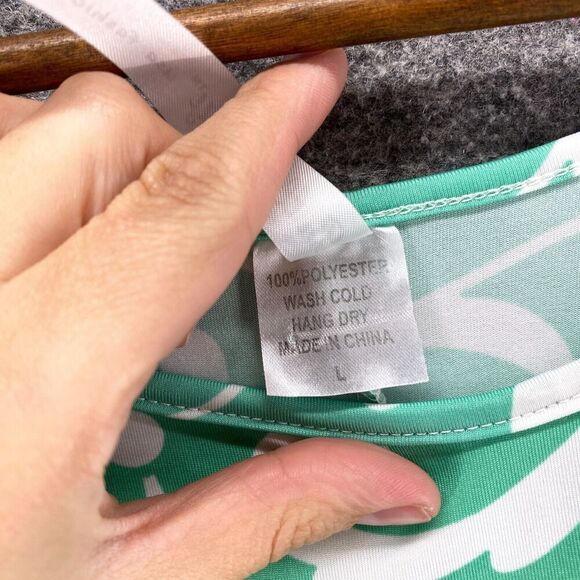 100%POLYESTER
WASH COLD
HANG DRY
MADE IN CHINA
L